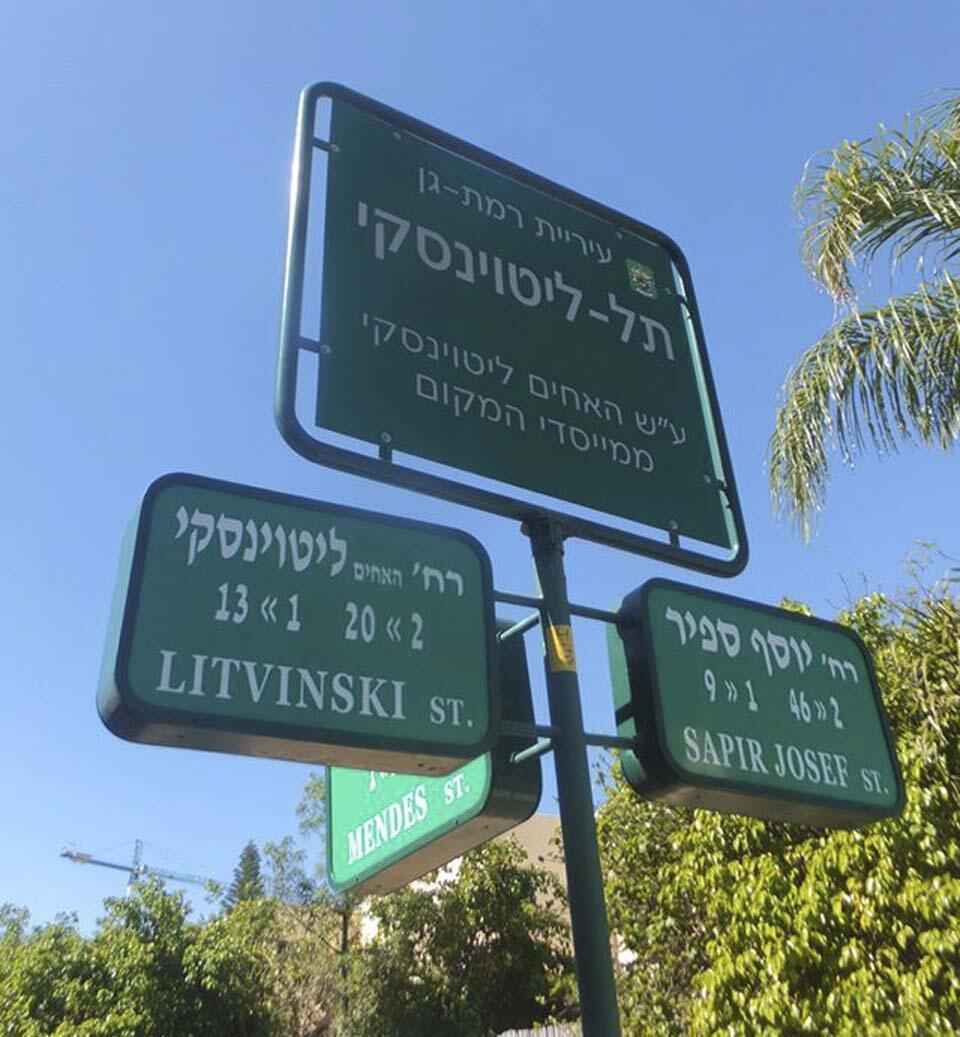 עיריית רמת-גן
תל-ליטוינסקי
ע"ש האחים ליטוינסקי
ממייסדי המקום
רח' האחים ליטוינסקי
13 « 1 20 « 2
LITVINSKI ST.
רח' יוסף ספיר
9 » 1 46 » 2
SAPIR JOSEF ST.
MENDES ST.